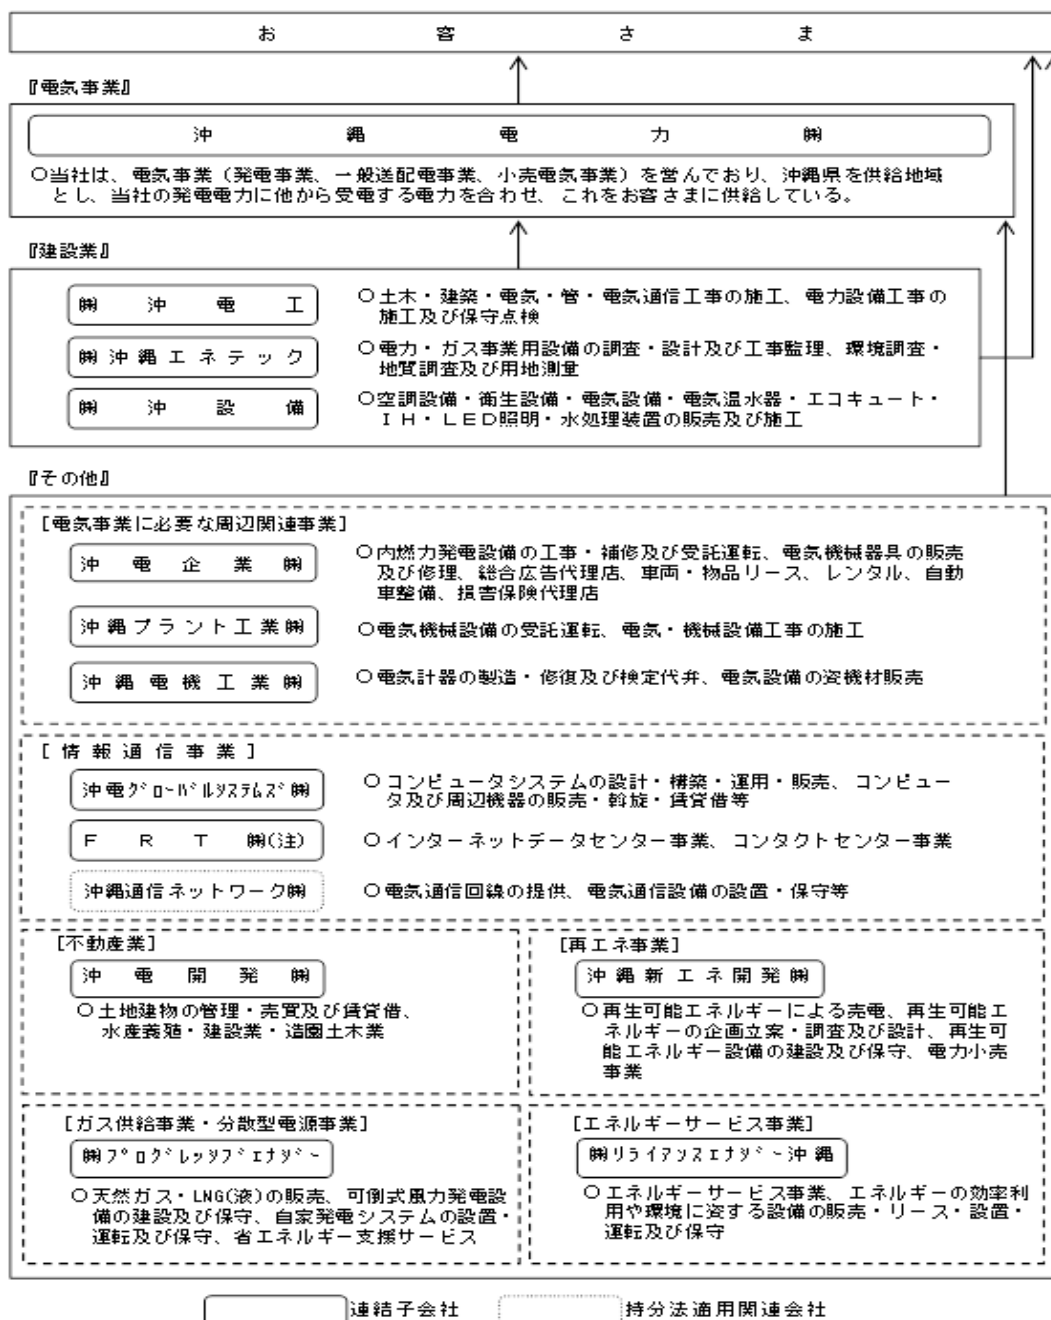 お客さま
『電気事業』
沖縄電力㈱
○当社は、電気事業（発電事業、一般送配電事業、小売電気事業）を営んでおり、沖縄県を供給地域
とし、当社の発電電力に他から受電する電力を合わせ、これをお客さまに供給している。
『建設業』
㈱沖電工
○土木・建築・電気・管・電気通信工事の施工、電力設備工事の
施工及び保守点検
㈱沖縄エネテック
○電力・ガス事業用設備の調査・設計及び工事監理、環境調査・
地質調査及び用地測量
㈱沖設備
○空調設備・衛生設備・電気設備・電気温水器・エコキュート・
ＩＨ・ＬＥＤ照明・水処理装置の販売及び施工
『その他』
[電気事業に必要な周辺関連事業]
沖電企業㈱
○内燃力発電設備の工事・補修及び受託運転、電気機械器具の販売
及び修理、総合広告代理店、車両・物品リース、レンタル、自動
車整備、損害保険代理店
沖縄プラント工業㈱
○電気機械設備の受託運転、電気・機械設備工事の施工
沖縄電機工業㈱
○電気計器の製造・修復及び検定代弁、電気設備の資機材販売
[情報通信事業]
沖電ｸﾞﾛｰﾊﾞﾙｼｽﾃﾑｽﾞ㈱
○コンピュータシステムの設計・構築・運用・販売、コンピュー
タ及び周辺機器の販売・斡旋・賃貸借等
ＦＲＴ㈱(注)
○インターネットデータセンター事業、コンタクトセンター事業
沖縄通信ネットワーク㈱
○電気通信回線の提供、電気通信設備の設置・保守等
[不動産業]
沖電開発㈱
○土地建物の管理・売買及び賃貸借、
水産養殖・建設業・造園土木業
[再エネ事業]
沖縄新エネ開発㈱
○再生可能エネルギーによる売電、再生可能エ
ネルギーの企画立案・調査及び設計、再生可
能エネルギー設備の建設及び保守、電力小売
事業
[ガス供給事業・分散型電源事業]
㈱ﾌﾟﾛｸﾞﾚｯｼﾌﾞｴﾅｼﾞｰ
○天然ガス・LNG(液)の販売、可倒式風力発電設
備の建設及び保守、自家発電システムの設置・
運転及び保守、省エネルギー支援サービス
[エネルギーサービス事業]
㈱ﾘﾗｲｱﾝｽｴﾅｼﾞｰ沖縄
○エネルギーサービス事業、エネルギーの効率利
用や環境に資する設備の販売・リース・設置・
運転及び保守
連結子会社
持分法適用関連会社